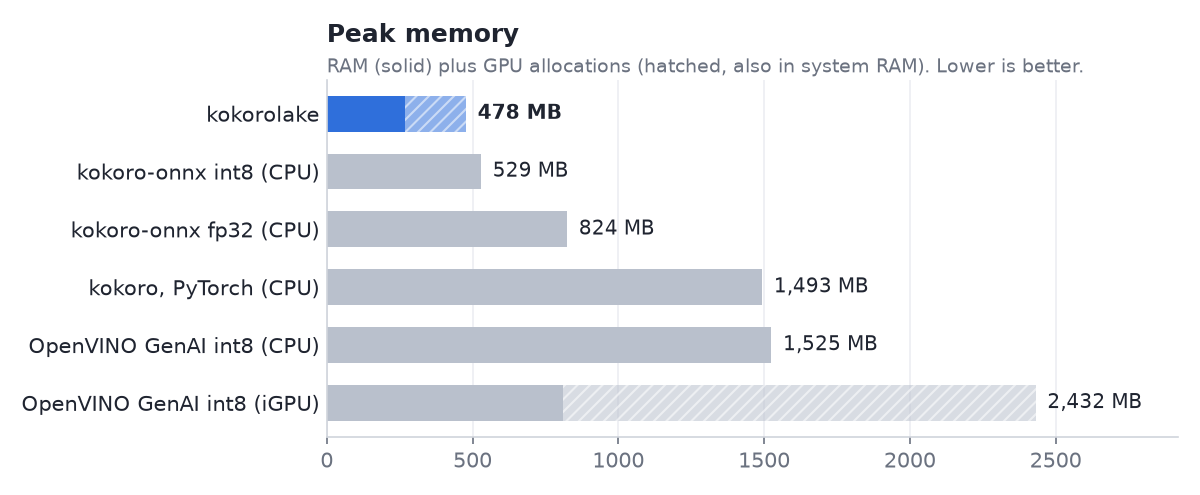 Peak memory
RAM (solid) plus GPU allocations (hatched, also in system RAM). Lower is better.
kokorolake 478 MB
kokoro-onnx int8 (CPU) 529 MB
kokoro-onnx fp32 (CPU) 824 MB
kokoro, PyTorch (CPU) 1,493 MB
OpenVINO GenAI int8 (CPU) 1,525 MB
OpenVINO GenAI int8 (iGPU) 2,432 MB
0 500 1000 1500 2000 2500